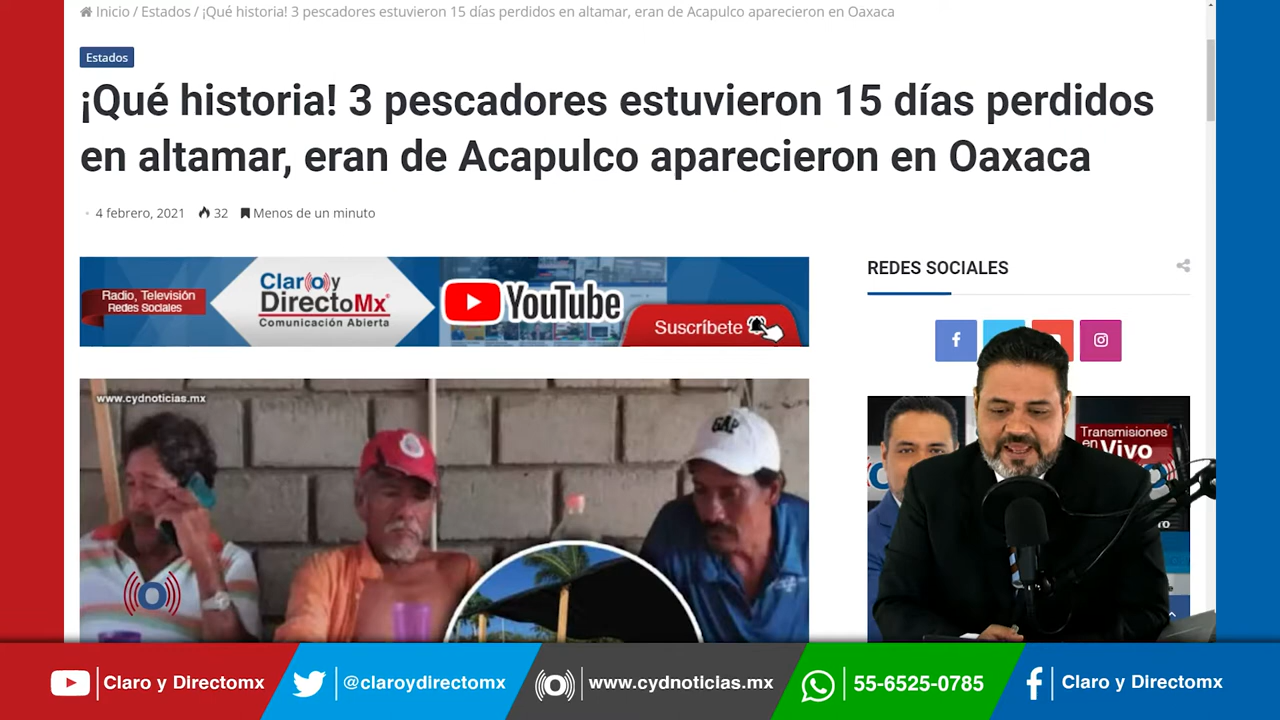 Inicio / Estados / ¡Qué historia! 3 pescadores estuvieron 15 días perdidos en altamar, eran de Acapulco aparecieron en Oaxaca
Estados
¡Qué historia! 3 pescadores estuvieron 15 días perdidos
en altamar, eran de Acapulco aparecieron en Oaxaca
4 febrero, 2021 32 Menos de un minuto
Radio, Televisión
Redes Sociales
Claro y
DirectoMx
Comunicación Abierta
YouTube
Suscríbete
REDES SOCIALES
www.cydnoticias.mx
GAP
Transmisiones
en Vivo
Claro y Directomx
@claroydirectomx
www.cydnoticias.mx
55-6525-0785
Claro y Directomx